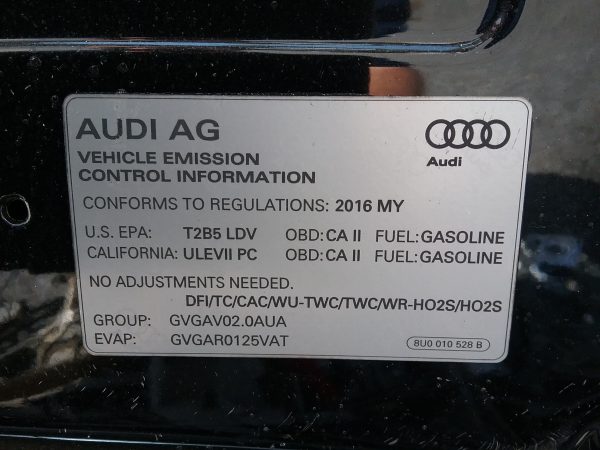 AUDI AG
Audi
VEHICLE EMISSION
CONTROL INFORMATION
CONFORMS TO REGULATIONS: 2016 MY
U.S. EPA: T2B5 LDV OBD: CA II FUEL: GASOLINE
CALIFORNIA: ULEVII PC OBD: CA II FUEL: GASOLINE
NO ADJUSTMENTS NEEDED.
DFI/TC/CAC/WU-TWC/TWC/WR-HO2S/HO2S
GROUP: GVGAV02.0AUA
EVAP: GVGAR0125VAT
8U0 010 528 B